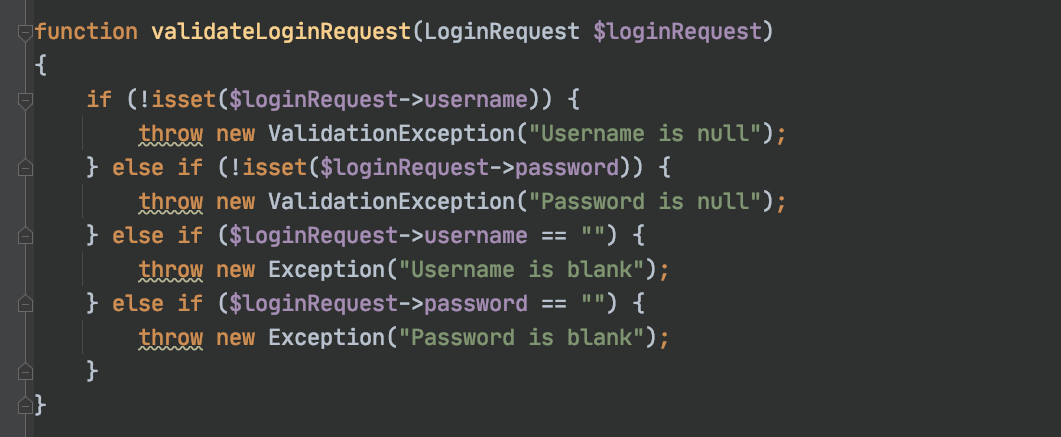 function validateLoginRequest(LoginRequest $loginRequest)
{
    if (!isset($loginRequest->username)) {
        throw new ValidationException("Username is null");
    } else if (!isset($loginRequest->password)) {
        throw new ValidationException("Password is null");
    } else if ($loginRequest->username == "") {
        throw new Exception("Username is blank");
    } else if ($loginRequest->password == "") {
        throw new Exception("Password is blank");
    }
}